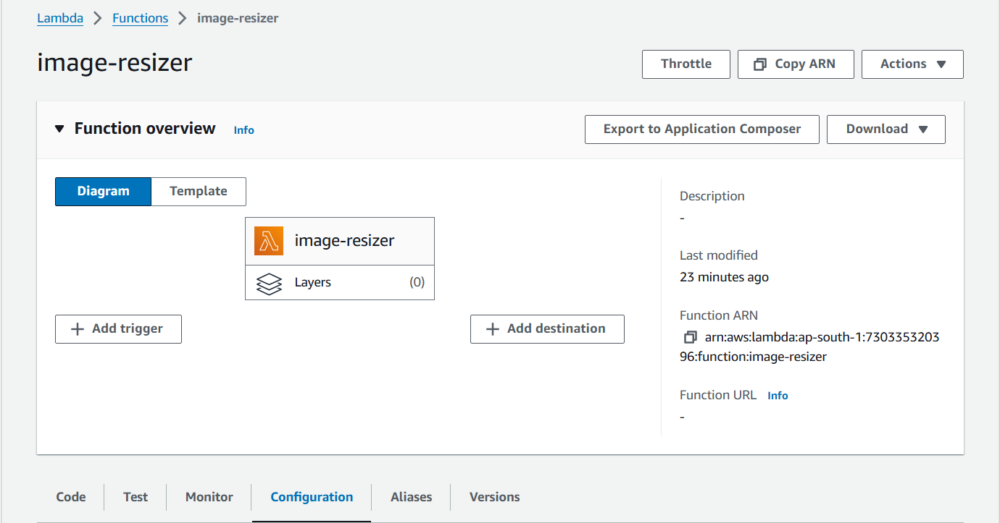 Lambda > Functions > image-resizer
image-resizer
Throttle Copy ARN Actions
Function overview Info
Export to Application Composer Download
Diagram Template
image-resizer
Layers (0)
Add trigger
Add destination
Description
-
Last modified
23 minutes ago
Function ARN
arn:aws:lambda:ap-south-1:7303353203
96:function:image-resizer
Function URL Info
-
Code Test Monitor Configuration Aliases Versions